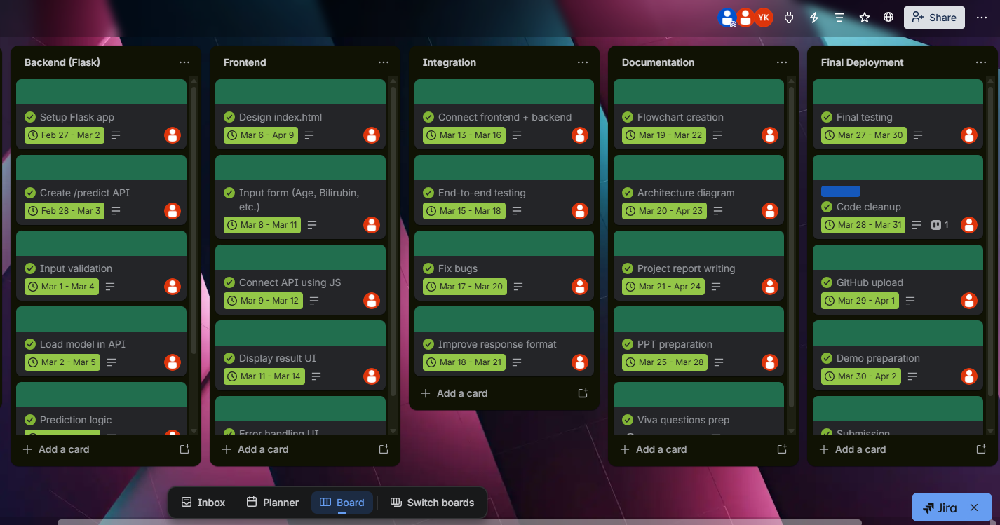 YK
Share
Backend (Flask)
Setup Flask app
Feb 27 - Mar 2
Create /predict API
Feb 28 - Mar 3
Input validation
Mar 1 - Mar 4
Load model in API
Mar 2 - Mar 5
Prediction logic
Add a card
Frontend
Design index.html
Mar 6 - Apr 9
Input form (Age, Bilirubin,
etc.)
Mar 8 - Mar 11
Connect API using JS
Mar 9 - Mar 12
Display result UI
Mar 11 - Mar 14
Error handling UI
Add a card
Integration
Connect frontend + backend
Mar 13 - Mar 16
End-to-end testing
Mar 15 - Mar 18
Fix bugs
Mar 17 - Mar 20
Improve response format
Mar 18 - Mar 21
Add a card
Documentation
Flowchart creation
Mar 19 - Mar 22
Architecture diagram
Mar 20 - Apr 23
Project report writing
Mar 21 - Apr 24
PPT preparation
Mar 25 - Mar 28
Viva questions prep
Add a card
Final Deployment
Final testing
Mar 27 - Mar 30
Code cleanup
Mar 28 - Mar 31
1
GitHub upload
Mar 29 - Apr 1
Demo preparation
Mar 30 - Apr 2
Submission
Add a card
Inbox
Planner
Board
Switch boards
Jira